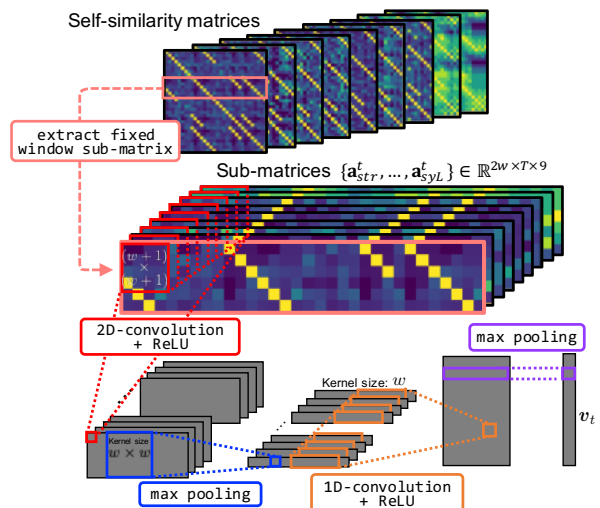 Self-similarity matrices
extract fixed
window sub-matrix
Sub-matrices {a^t_str, …, a^t_syL} ∈ ℝ^{2w×T×9}
(w + 1)
×
(w + 1)
2D-convolution
+ ReLU
max pooling
Kernel size: w
Kernel size
w × w
v_t
max pooling
1D-convolution
+ ReLU